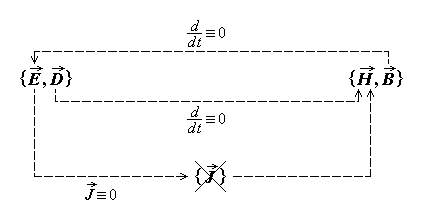 d/dt ≡ 0
{E⃗, D⃗} {H⃗, B⃗}
d/dt ≡ 0
{J⃗}
J⃗ ≡ 0